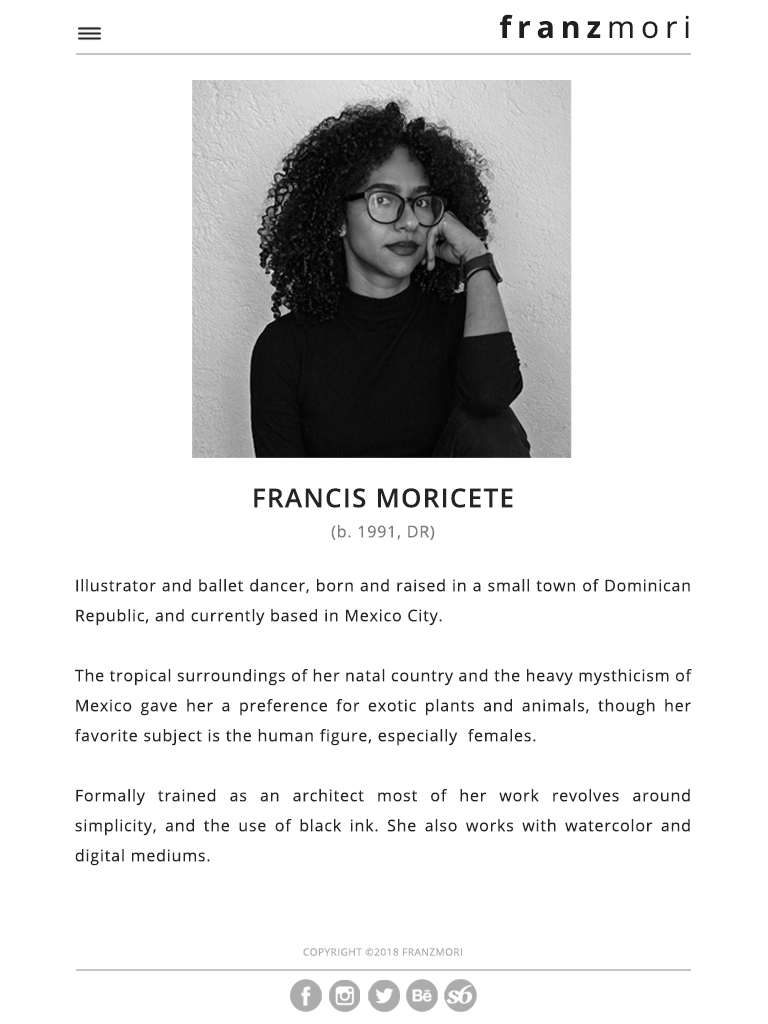 franzmori
FRANCIS MORICETE
(b. 1991, DR)
Illustrator and ballet dancer, born and raised in a small town of Dominican
Republic, and currently based in Mexico City.
The tropical surroundings of her natal country and the heavy mysthicism of
Mexico gave her a preference for exotic plants and animals, though her
favorite subject is the human figure, especially females.
Formally trained as an architect most of her work revolves around
simplicity, and the use of black ink. She also works with watercolor and
digital mediums.
COPYRIGHT ©2018 FRANZMORI
f Bē s6